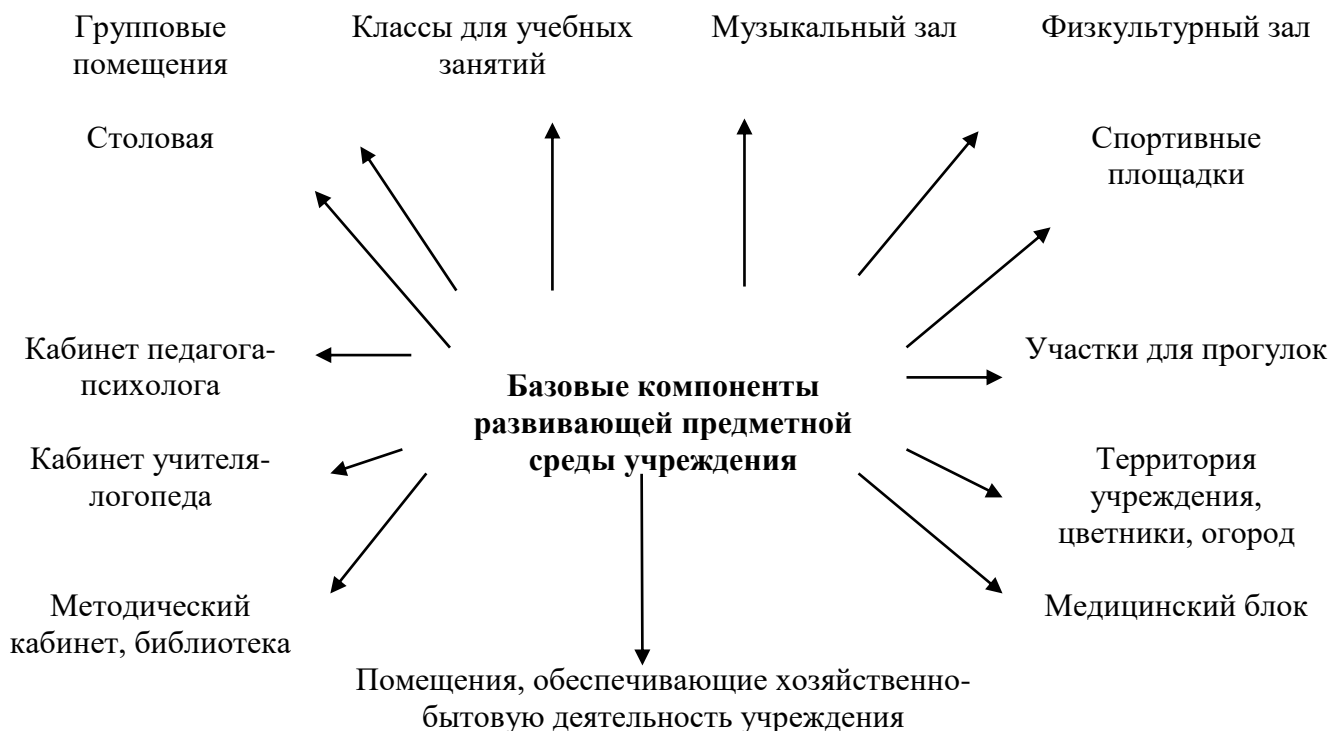 Групповые
помещения
Классы для учебных
занятий
Музыкальный зал
Физкультурный зал
Столовая
Спортивные
площадки
Кабинет педагога-
психолога
Участки для прогулок
Базовые компоненты
развивающей предметной
среды учреждения
Кабинет учителя-
логопеда
Территория
учреждения,
цветники, огород
Методический
кабинет, библиотека
Медицинский блок
Помещения, обеспечивающие хозяйственно-
бытовую деятельность учреждения